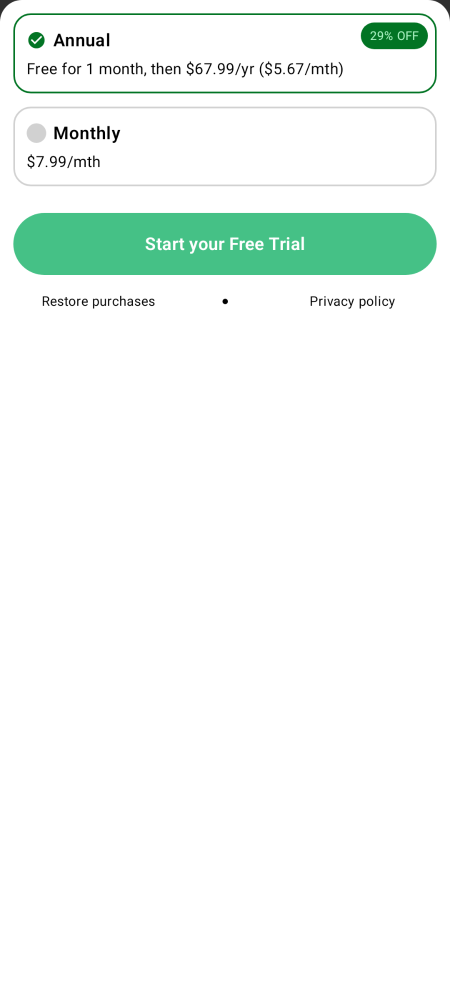 Annual
29% OFF
Free for 1 month, then $67.99/yr ($5.67/mth)
Monthly
$7.99/mth
Start your Free Trial
Restore purchases • Privacy policy